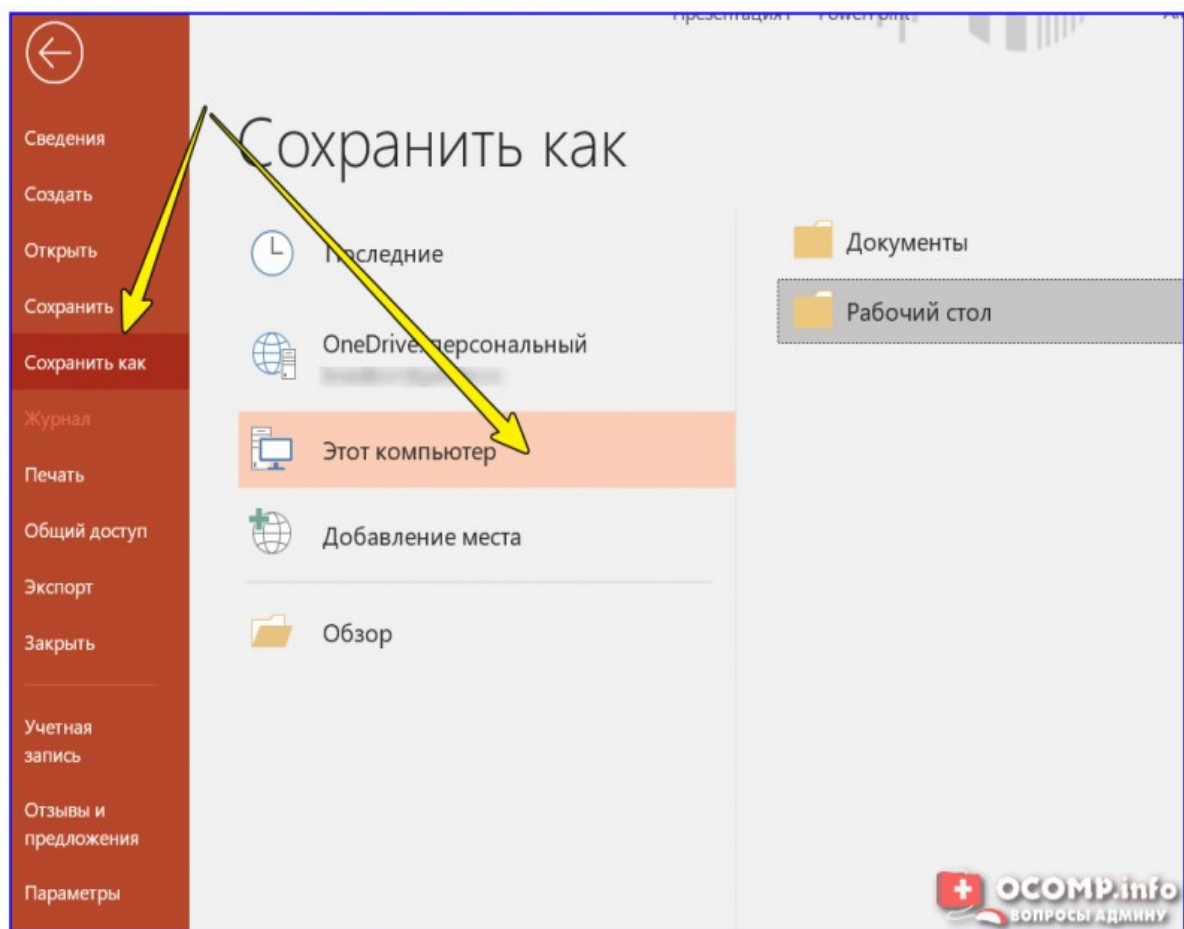 Сведения
Создать
Открыть
Сохранить
Сохранить как
Журнал
Печать
Общий доступ
Экспорт
Закрыть
Учетная
запись
Отзывы и
предложения
Параметры
Сохранить как
Последние
OneDrive: персональный
Этот компьютер
Добавление места
Обзор
Документы
Рабочий стол
OCOMP.info
ВОПРОСЫ АДМИНУ